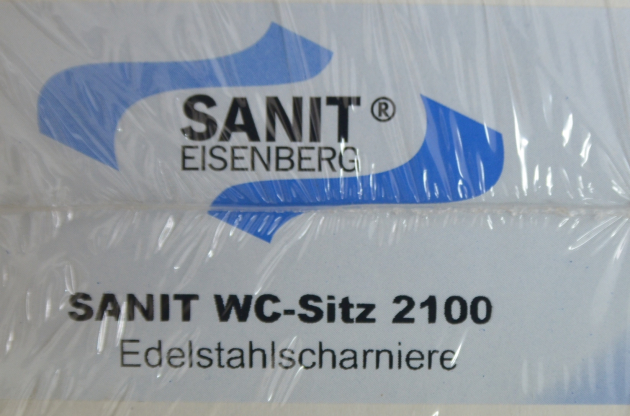 SANIT®
EISENBERG
SANIT WC-Sitz 2100
Edelstahlscharniere